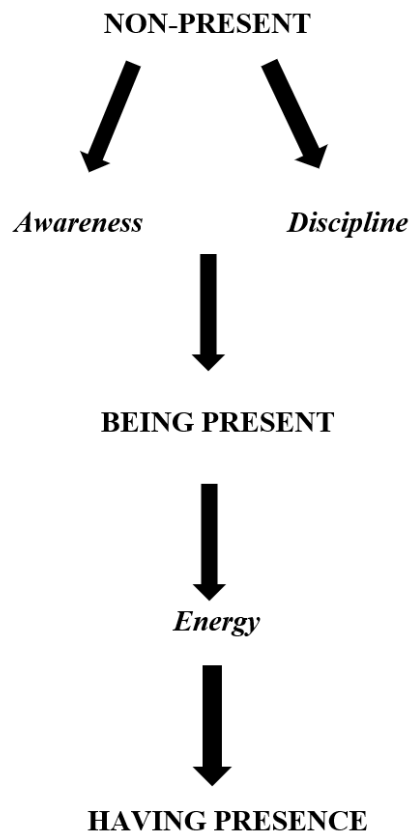 NON-PRESENT
Awareness Discipline
BEING PRESENT
Energy
HAVING PRESENCE